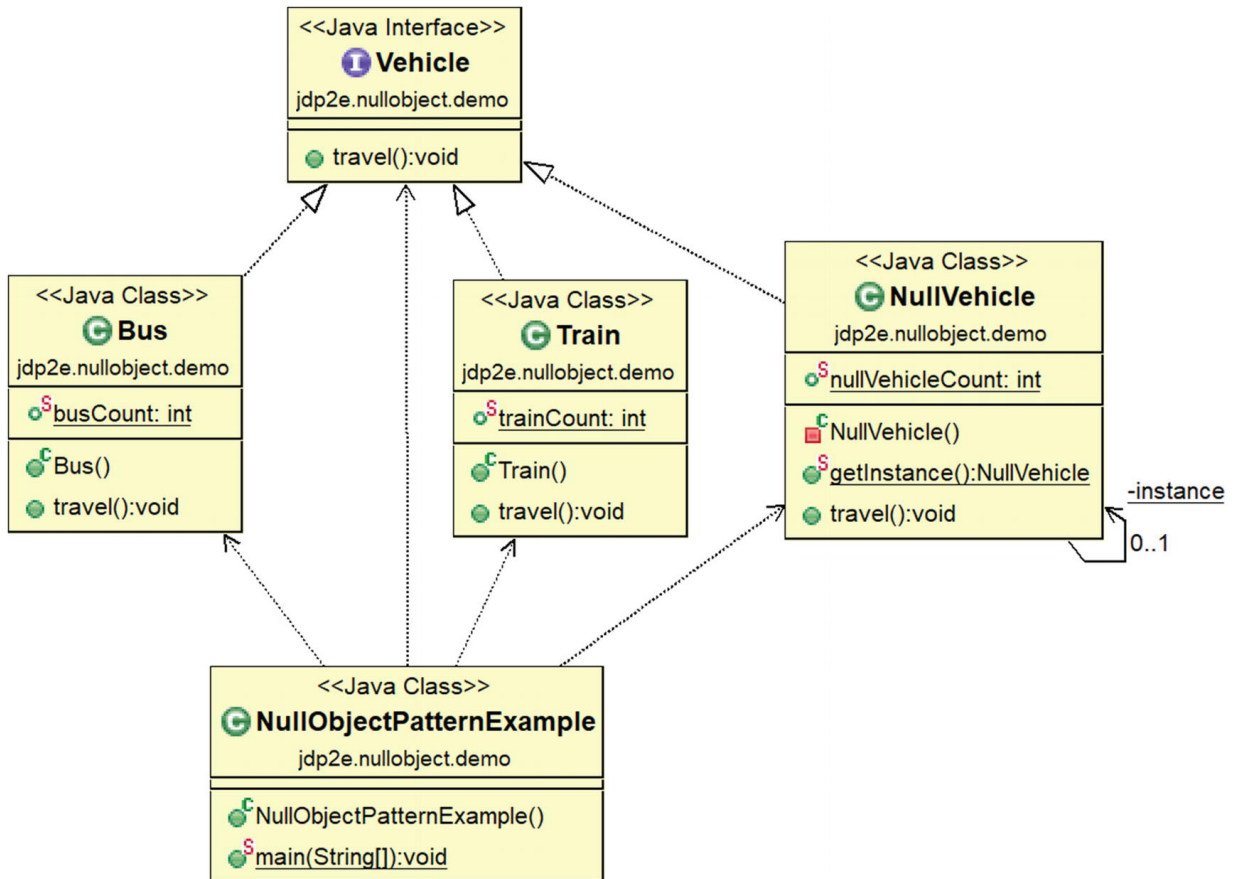 <<Java Interface>>
I Vehicle
jdp2e.nullobject.demo
travel():void
<<Java Class>>
C Bus
jdp2e.nullobject.demo
S busCount: int
C Bus()
travel():void
<<Java Class>>
C Train
jdp2e.nullobject.demo
S trainCount: int
C Train()
travel():void
<<Java Class>>
C NullVehicle
jdp2e.nullobject.demo
S nullVehicleCount: int
C NullVehicle()
S getInstance():NullVehicle
travel():void
-instance
0..1
<<Java Class>>
C NullObjectPatternExample
jdp2e.nullobject.demo
C NullObjectPatternExample()
S main(String[]):void